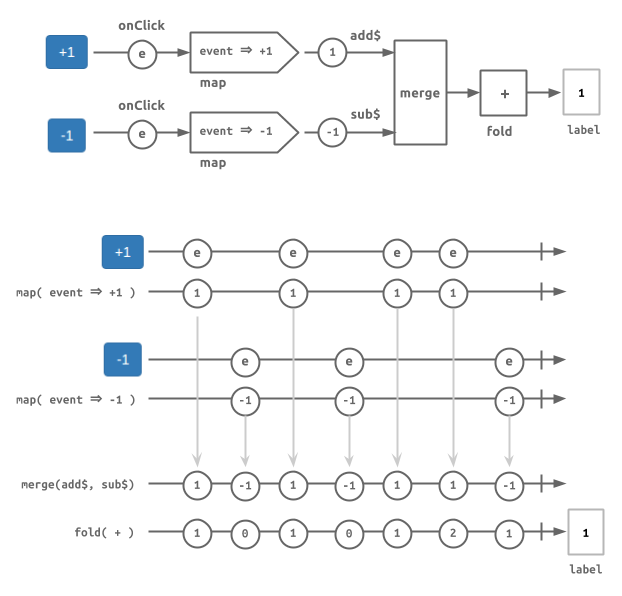 onClick
+1 e event ⇒ +1 1 add$
map
merge + 1
fold label
onClick
-1 e event ⇒ -1 -1 sub$
map
+1 e e e e
map( event ⇒ +1 ) 1 1 1 1
-1 e e e
map( event ⇒ -1 ) -1 -1 -1
merge(add$, sub$) 1 -1 1 -1 1 1 -1
fold( + ) 1 0 1 0 1 2 1 1
label